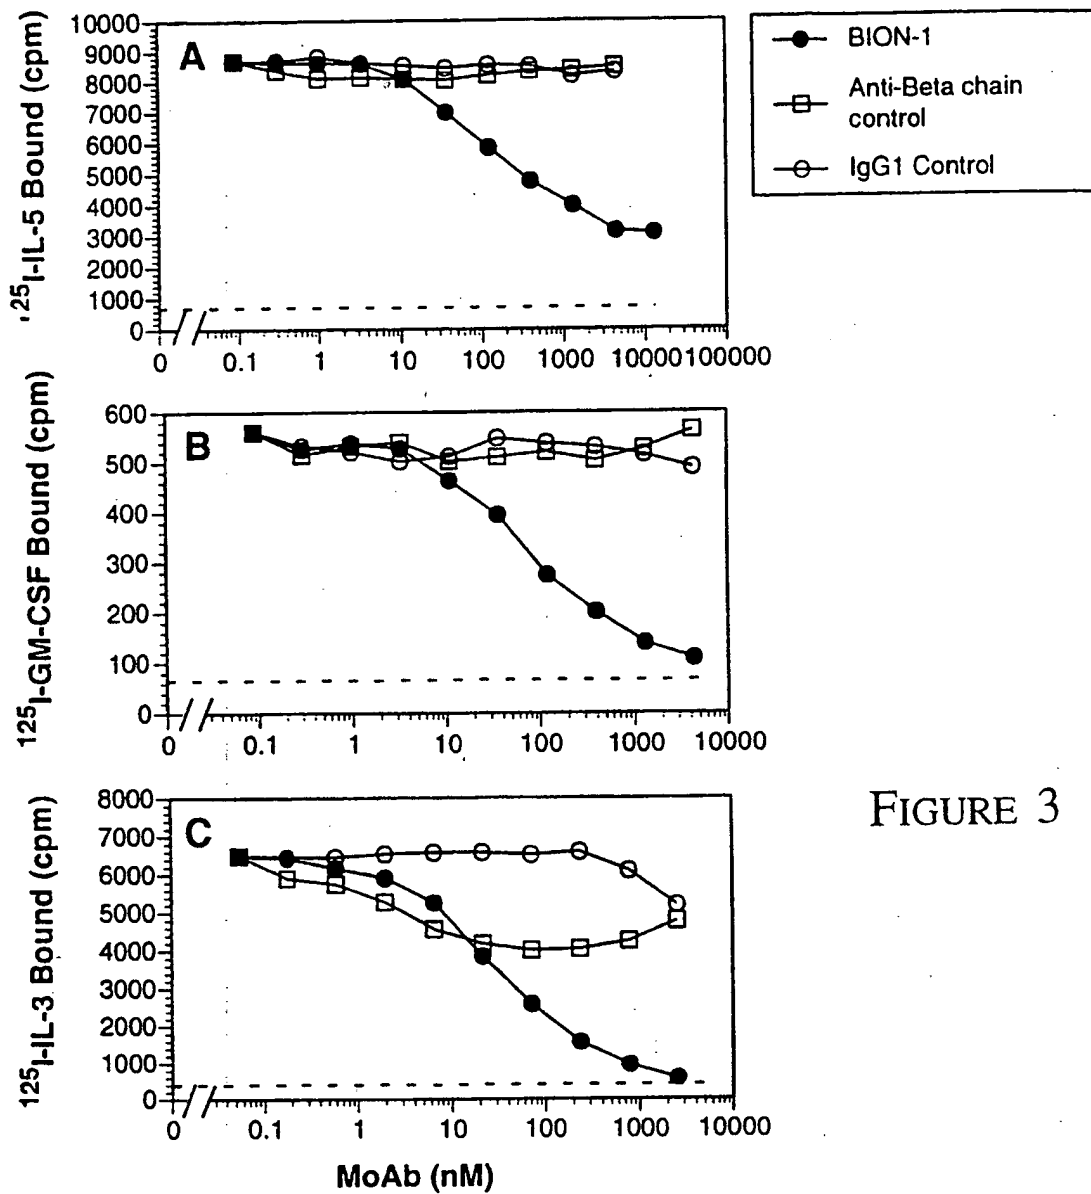 A
¹²⁵I-IL-5 Bound (cpm)
10000
9000
8000
7000
6000
5000
4000
3000
2000
1000
0
0 0.1 1 10 100 1000 10000 100000
BION-1
Anti-Beta chain
control
IgG1 Control
B
¹²⁵I-GM-CSF Bound (cpm)
600
500
400
300
200
100
0
0 0.1 1 10 100 1000 10000
C
¹²⁵I-IL-3 Bound (cpm)
8000
7000
6000
5000
4000
3000
2000
1000
0
0 0.1 1 10 100 1000 10000
MoAb (nM)
FIGURE 3